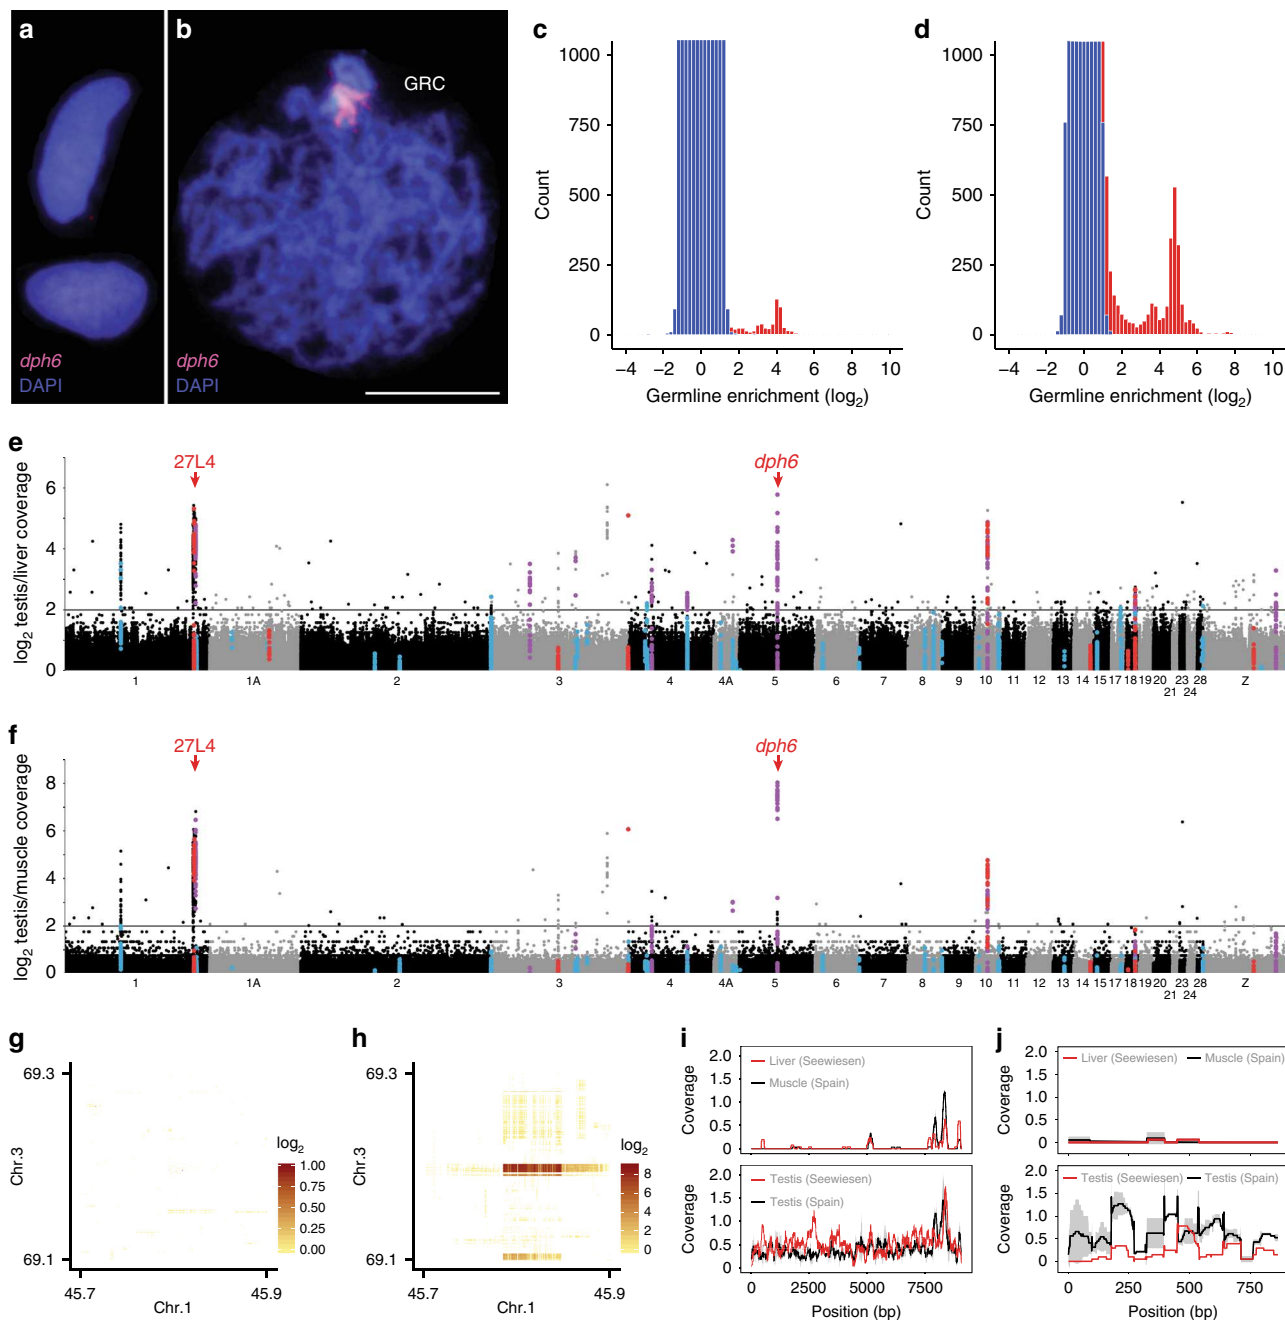 a
b
GRC
dph6
DAPI
dph6
DAPI
c
1000
750
500
250
0
Count
−4 −2 0 2 4 6 8 10
Germline enrichment (log2)
d
1000
750
500
250
0
Count
−4 −2 0 2 4 6 8 10
Germline enrichment (log2)
e
27L4
dph6
log2 testis/liver coverage
6
4
2
0
1 1A 2 3 4 4A 5 6 7 8 9 10 11 12 13 14 15 17 18 19 20 21 23 24 28 Z
f
27L4
dph6
log2 testis/muscle coverage
8
6
4
2
0
1 1A 2 3 4 4A 5 6 7 8 9 10 11 12 13 14 15 17 18 19 20 21 23 24 28 Z
g
69.3
69.1
Chr.3
45.7 45.9
Chr.1
log2
1.00
0.75
0.50
0.25
0.00
h
69.3
69.1
Chr.3
45.7 45.9
Chr.1
log2
8
6
4
2
0
i
Coverage
2.0
1.5
1.0
0.5
0
Liver (Seewiesen)
Muscle (Spain)
Coverage
2.0
1.5
1.0
0.5
0
Testis (Seewiesen)
Testis (Spain)
0 2500 5000 7500
Position (bp)
j
Coverage
2.0
1.5
1.0
0.5
0
Liver (Seewiesen) Muscle (Spain)
Coverage
2.0
1.5
1.0
0.5
0
Testis (Seewiesen) Testis (Spain)
0 250 500 750
Position (bp)